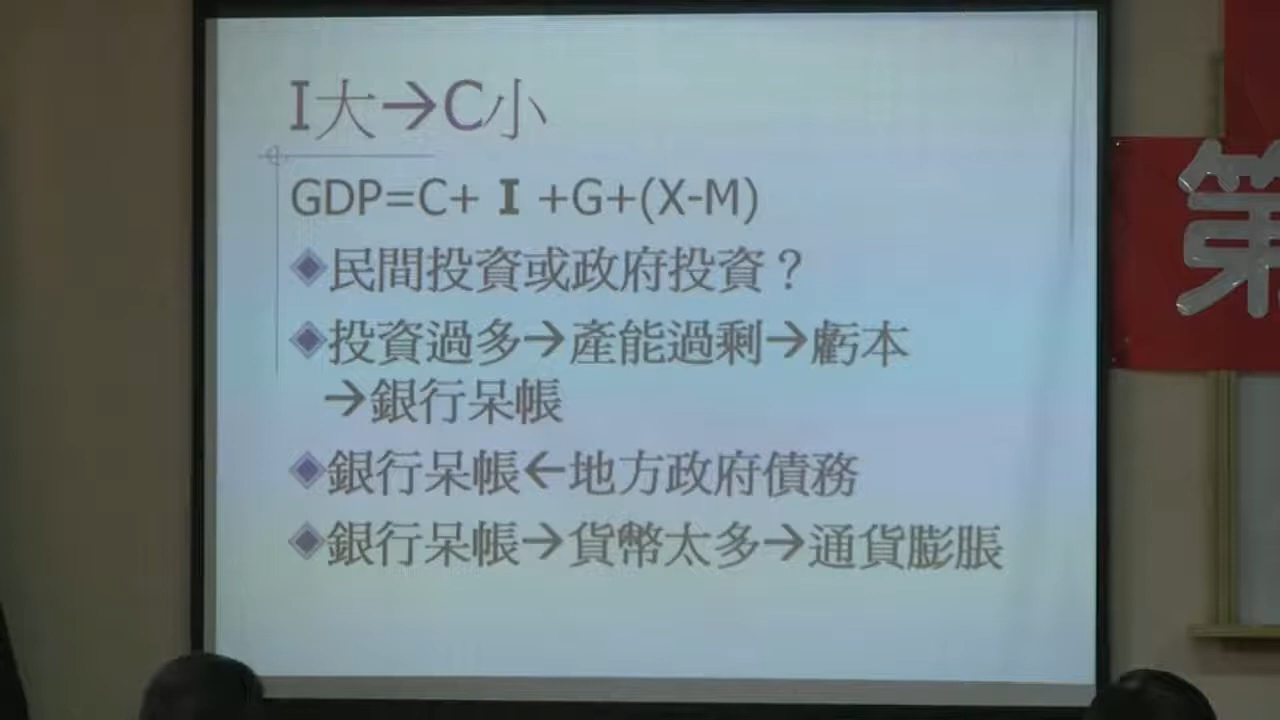 I大→C小
GDP=C+ I +G+(X-M)
民間投資或政府投資？
投資過多→產能過剩→虧本
→銀行呆帳
銀行呆帳←地方政府債務
銀行呆帳→貨幣太多→通貨膨脹
第